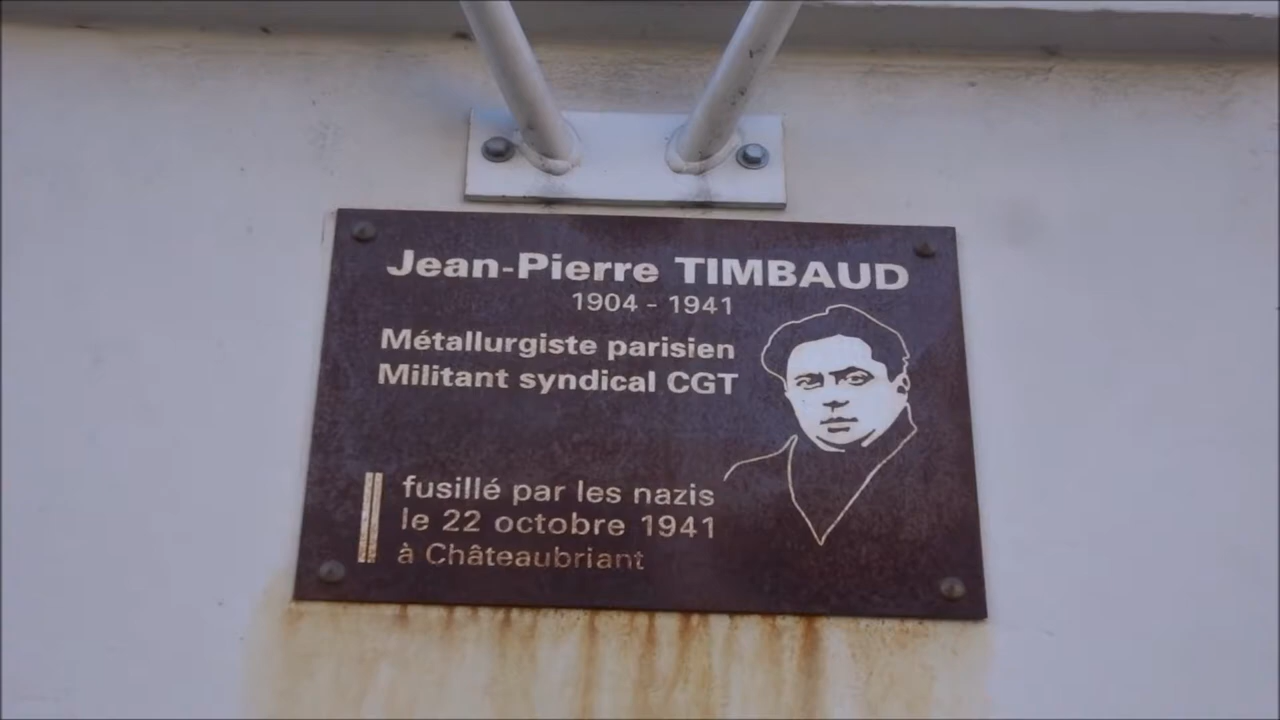 Jean-Pierre TIMBAUD
1904 - 1941
Métallurgiste parisien
Militant syndical CGT
fusillé par les nazis
le 22 octobre 1941
à Châteaubriant